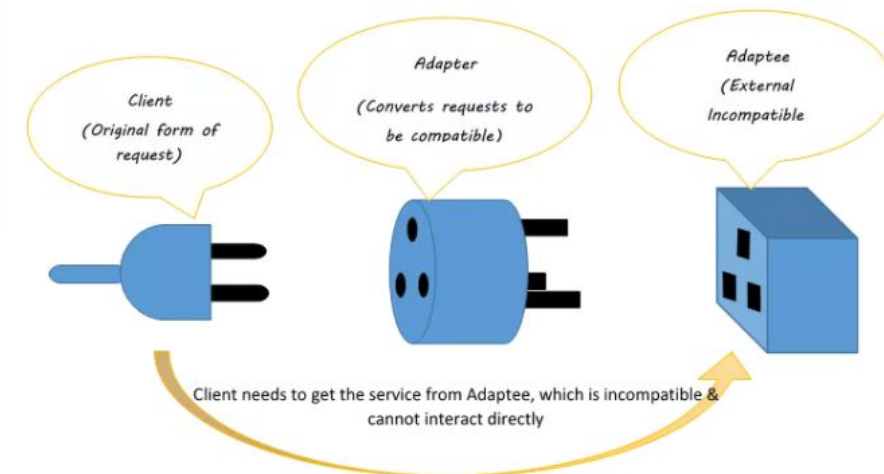 Client
(Original form of
request)
Adapter
(Converts requests to
be compatible)
Adaptee
(External
Incompatible
Client needs to get the service from Adaptee, which is incompatible &
cannot interact directly